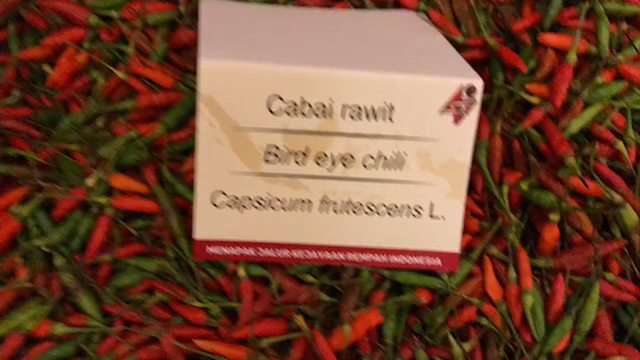 Cabai rawit
Bird eye chili
Capsicum frutescens L.
MENAPAK JALUR KEJAYAAN REMPAH INDONESIA